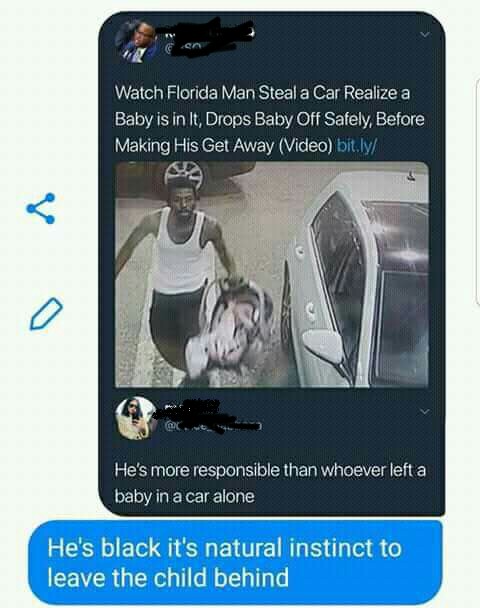 Watch Florida Man Steal a Car Realize a
Baby is in It, Drops Baby Off Safely, Before
Making His Get Away (Video) bit.ly/
He's more responsible than whoever left a
baby in a car alone
He's black it's natural instinct to
leave the child behind